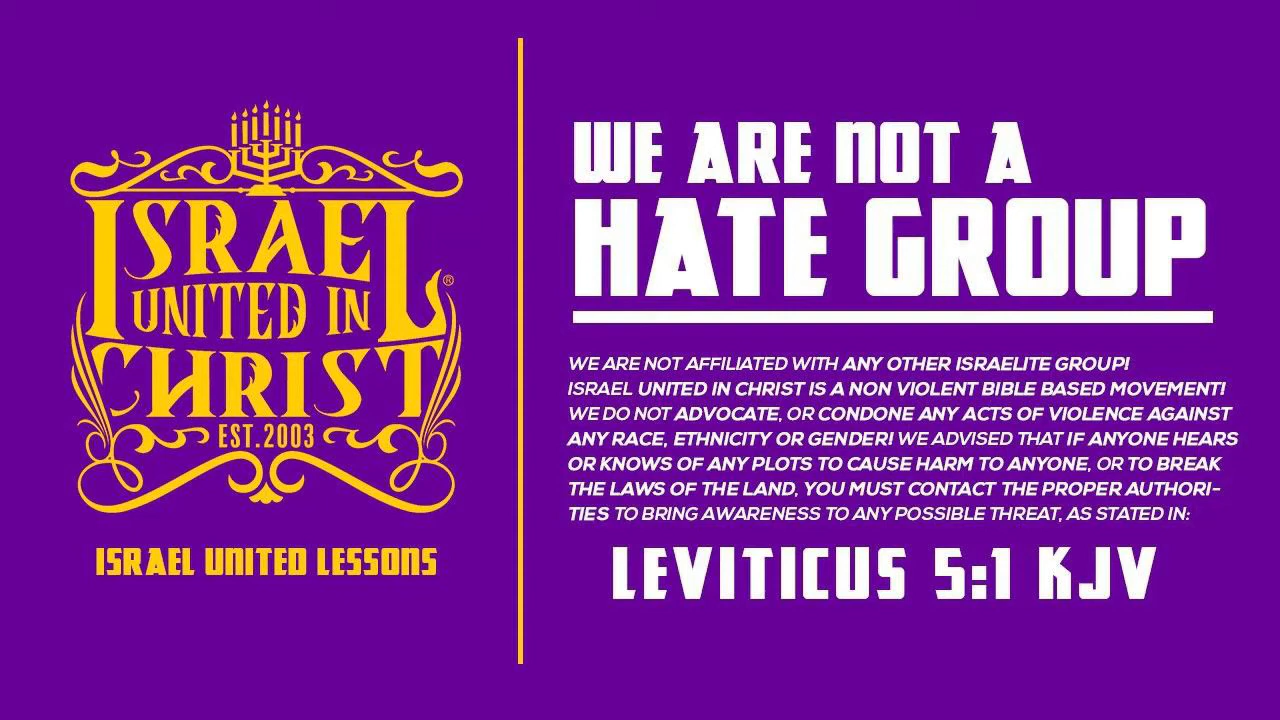 ISRAEL
UNITED IN
CHRIST®
EST.2003
ISRAEL UNITED LESSONS
WE ARE NOT A
HATE GROUP
WE ARE NOT AFFILIATED WITH ANY OTHER ISRAELITE GROUP!
ISRAEL UNITED IN CHRIST IS A NON VIOLENT BIBLE BASED MOVEMENT!
WE DO NOT ADVOCATE, OR CONDONE ANY ACTS OF VIOLENCE AGAINST
ANY RACE, ETHNICITY OR GENDER! WE ADVISED THAT IF ANYONE HEARS
OR KNOWS OF ANY PLOTS TO CAUSE HARM TO ANYONE, OR TO BREAK
THE LAWS OF THE LAND, YOU MUST CONTACT THE PROPER AUTHORI-
TIES TO BRING AWARENESS TO ANY POSSIBLE THREAT, AS STATED IN:
LEVITICUS 5:1 KJV